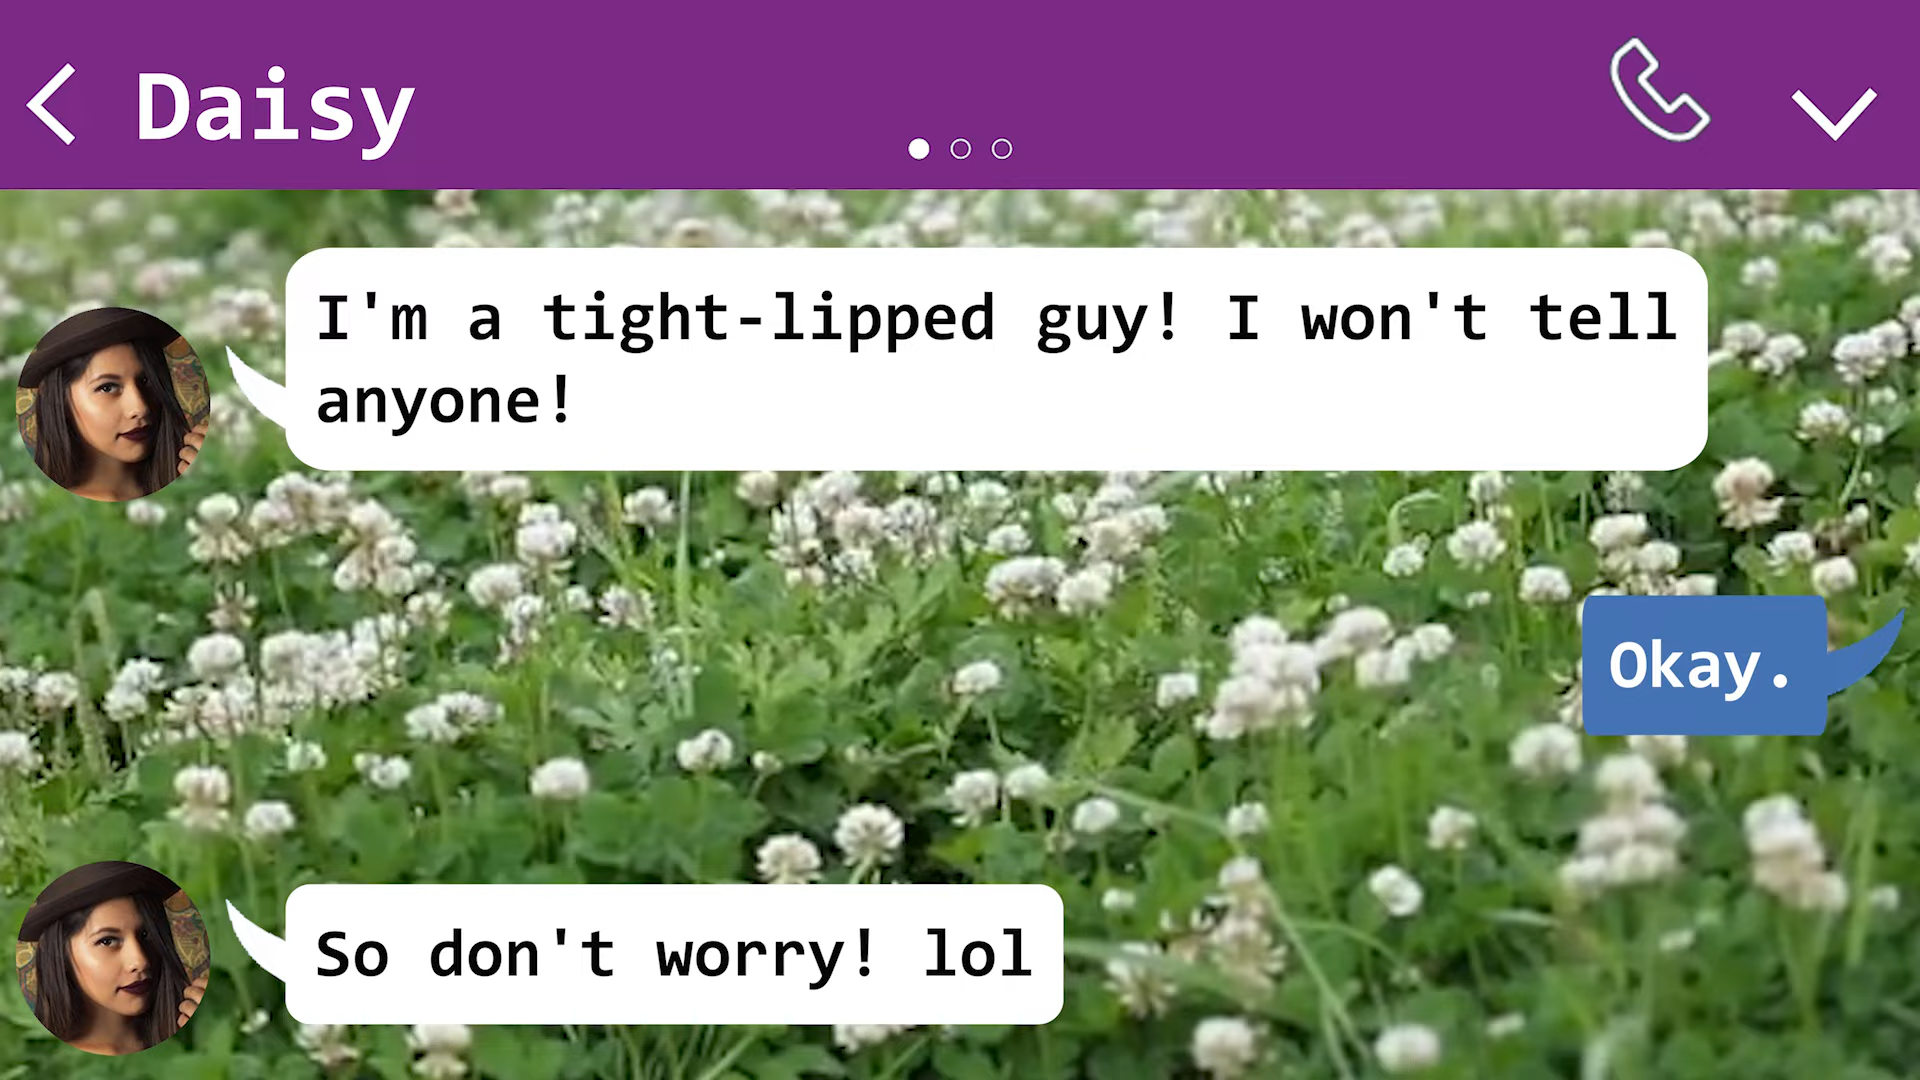 Daisy
I'm a tight-lipped guy! I won't tell
anyone!
Okay.
So don't worry! lol